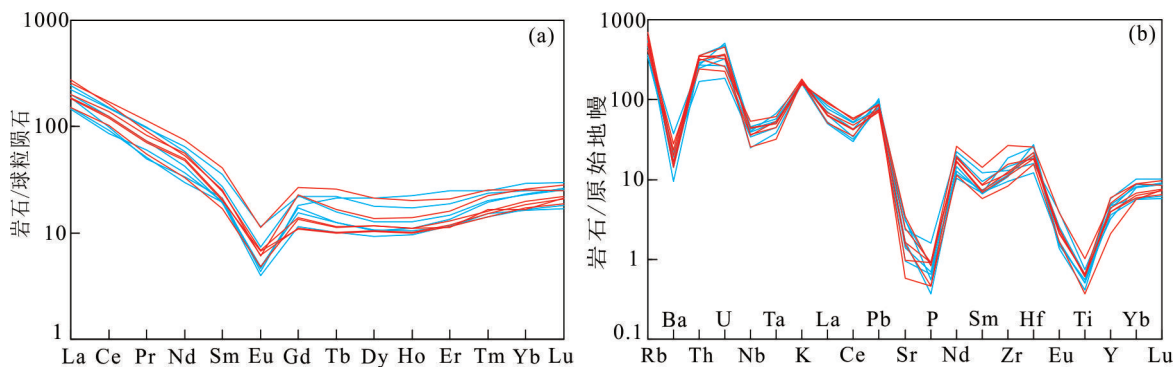 1000
100
10
1
岩石/球粒陨石
(a)
La Ce Pr Nd Sm Eu Gd Tb Dy Ho Er Tm Yb Lu
1000
100
10
1
0.1
岩石/原始地幔
(b)
Ba U Ta La Pb P Sm Hf Ti Yb
Rb Th Nb K Ce Sr Nd Zr Eu Y Lu